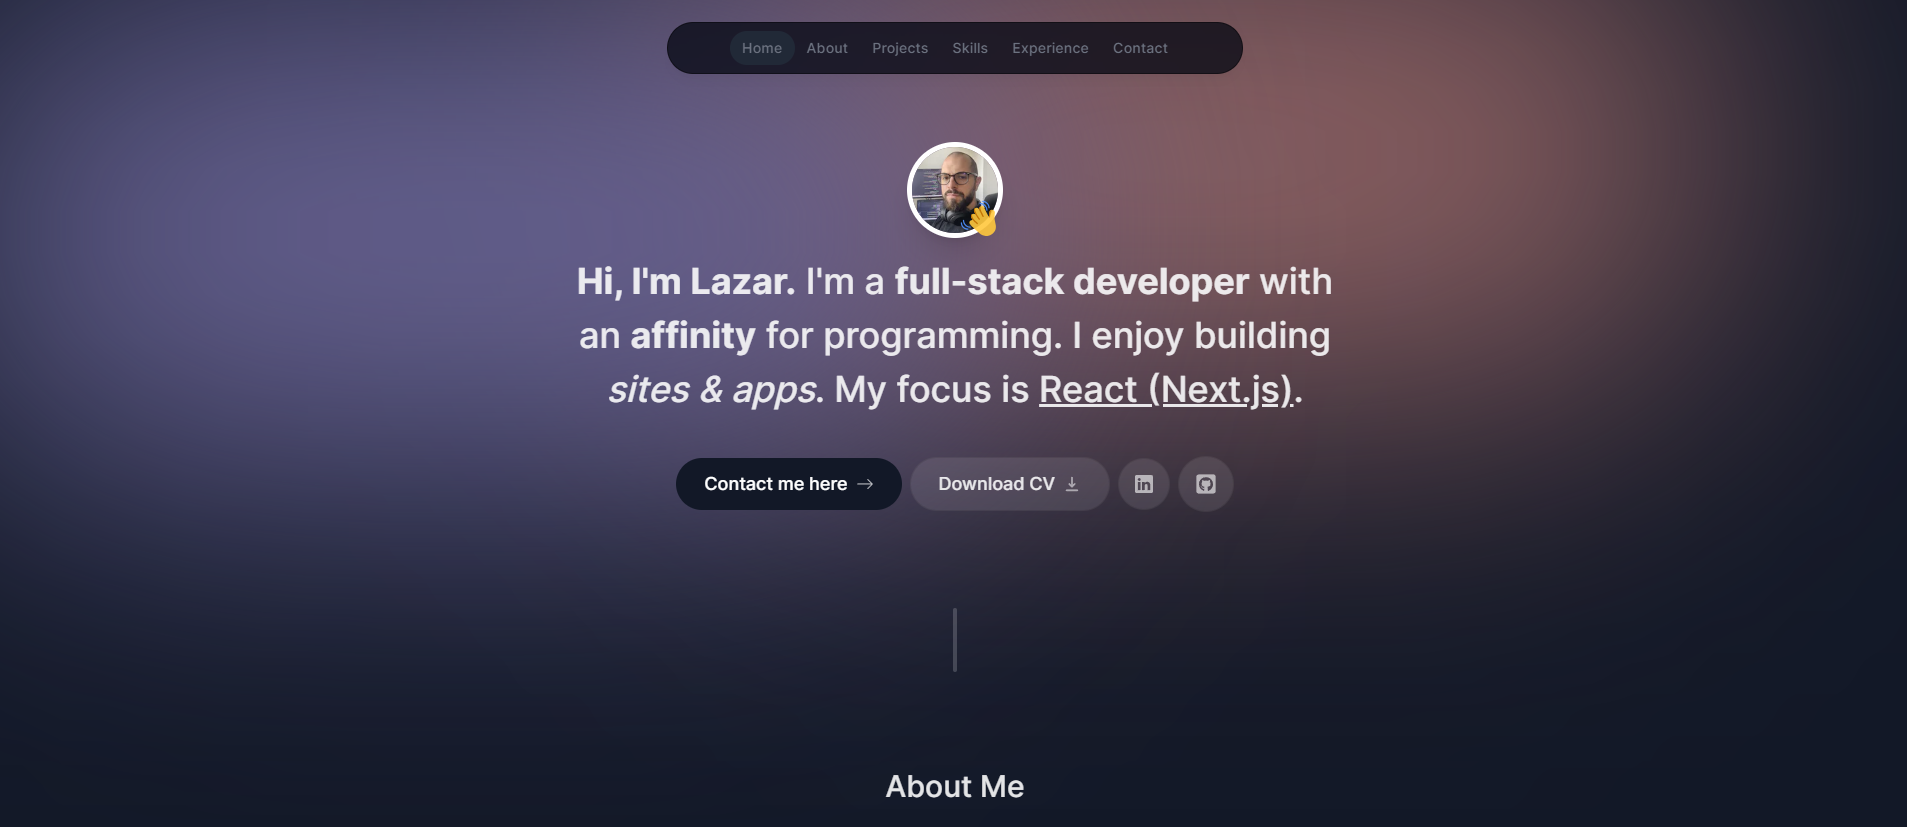 Home About Projects Skills Experience Contact
Hi, I'm Lazar. I'm a full-stack developer with
an affinity for programming. I enjoy building
sites & apps. My focus is React (Next.js).
Contact me here Download CV in
About Me